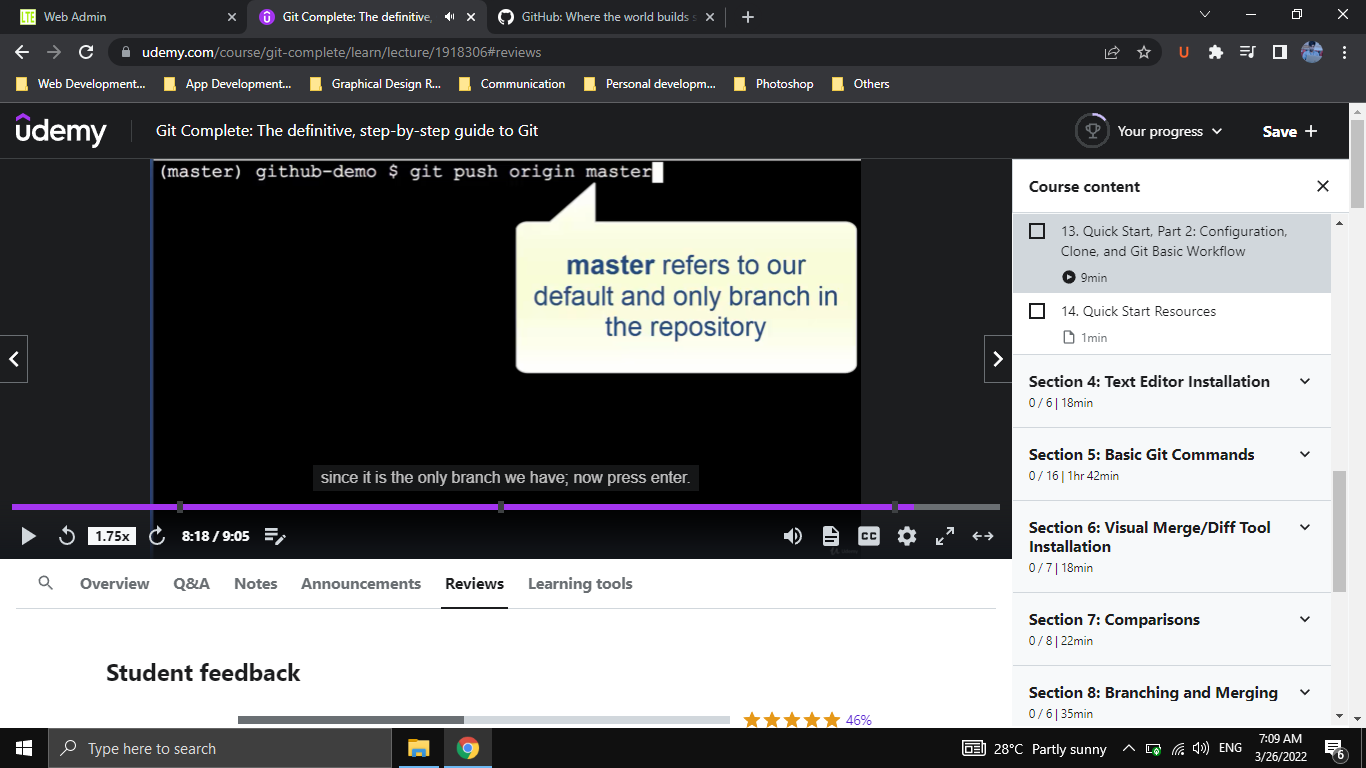 Web Admin
Git Complete: The definitive,
GitHub: Where the world builds s
udemy.com/course/git-complete/learn/lecture/1918306#reviews
U
Web Development...
App Development...
Graphical Design R...
Communication
Personal developm...
Photoshop
Others
ûdemy
Git Complete: The definitive, step-by-step guide to Git
Your progress
Save +
(master) github-demo $ git push origin master
master refers to our
default and only branch in
the repository
since it is the only branch we have; now press enter.
1.75x
8:18 / 9:05
CC
Course content
13. Quick Start, Part 2: Configuration,
Clone, and Git Basic Workflow
9min
14. Quick Start Resources
1min
Section 4: Text Editor Installation
0 / 6 | 18min
Section 5: Basic Git Commands
0 / 16 | 1hr 42min
Section 6: Visual Merge/Diff Tool
Installation
0 / 7 | 18min
Section 7: Comparisons
0 / 8 | 22min
Section 8: Branching and Merging
0 / 6 | 35min
Overview
Q&A
Notes
Announcements
Reviews
Learning tools
Student feedback
46%
Type here to search
28°C Partly sunny
ENG
7:09 AM
3/26/2022
6